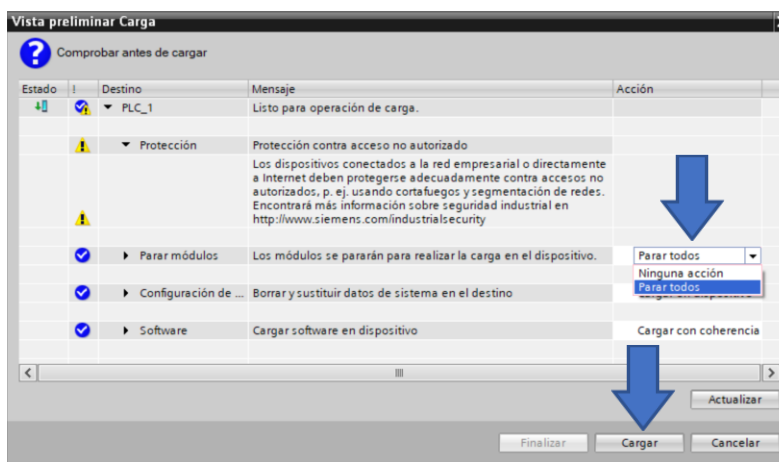 Vista preliminar Carga
Comprobar antes de cargar
Estado ! Destino Mensaje Acción
PLC_1 Listo para operación de carga.
Protección Protección contra acceso no autorizado
Los dispositivos conectados a la red empresarial o directamente
a Internet deben protegerse adecuadamente contra accesos no
autorizados, p. ej. usando cortafuegos y segmentación de redes.
Encontrará más información sobre seguridad industrial en
http://www.siemens.com/industrialsecurity
Parar módulos Los módulos se pararán para realizar la carga en el dispositivo. Parar todos
Ninguna acción
Parar todos
Configuración de ... Borrar y sustituir datos de sistema en el destino
Software Cargar software en dispositivo Cargar con coherencia
Actualizar
Finalizar Cargar Cancelar